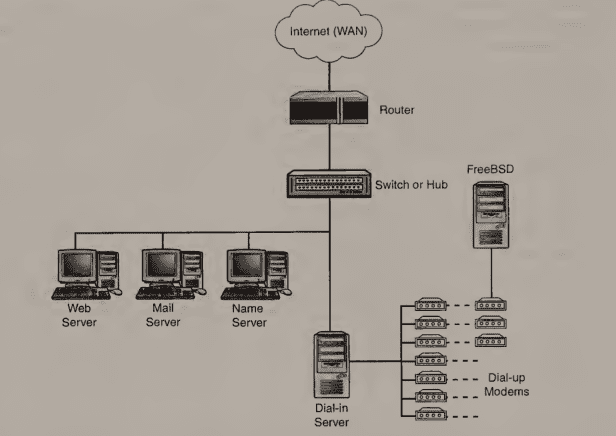 Internet (WAN)
Router
Switch or Hub
FreeBSD
Web
Server
Mail
Server
Name
Server
Dial-in
Server
Dial-up
Modems